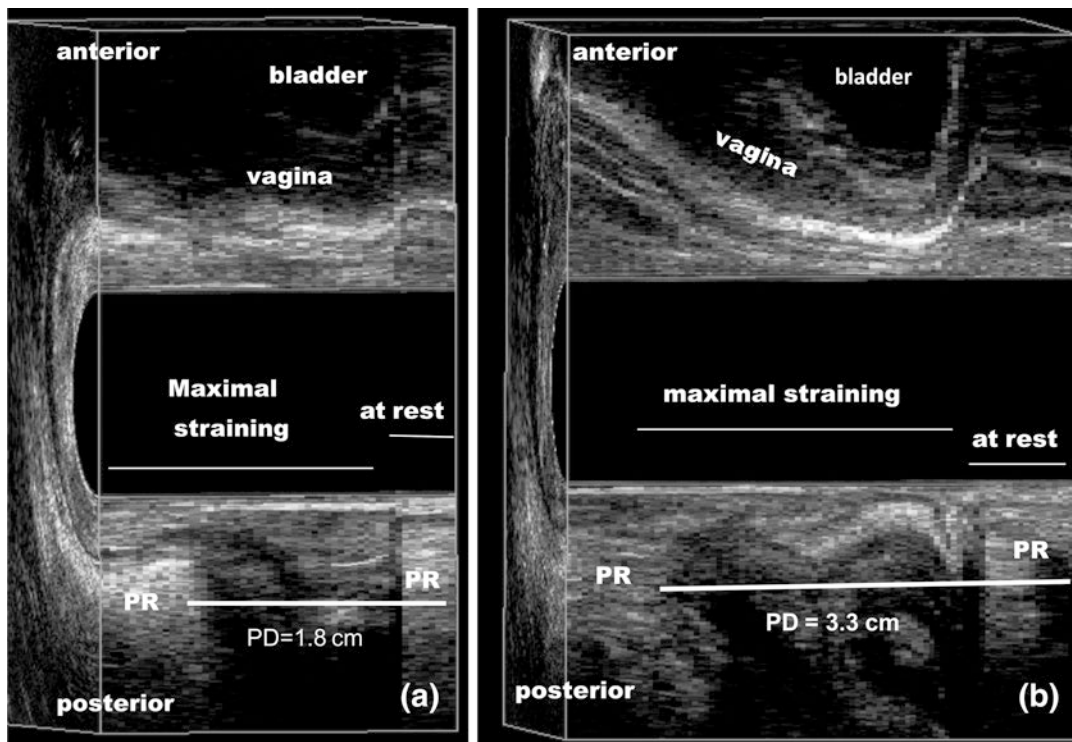 anterior
bladder
vagina
Maximal
straining
at rest
PR
PR
PD=1.8 cm
posterior
(a)
anterior
bladder
vagina
maximal straining
at rest
PR
PR
PD = 3.3 cm
posterior
(b)